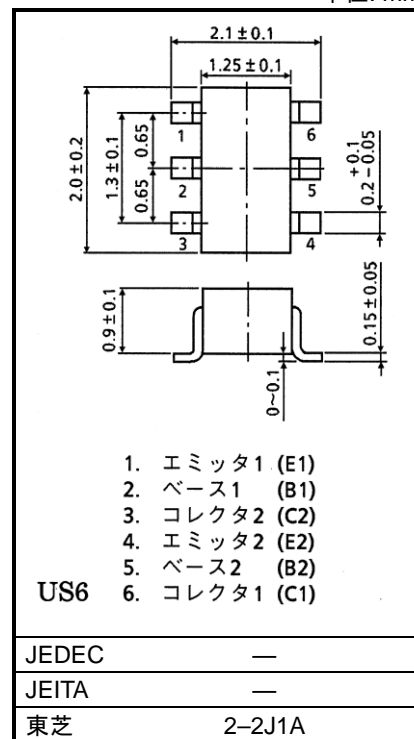 2.1±0.1
1.25±0.1
2.0±0.2
1.3±0.1
0.65
0.65
1
2
3
6
5
4
+0.1
0.2−0.05
0.9±0.1
0.15±0.05
0~0.1
1. エミッタ1 (E1)
2. ベース1 (B1)
3. コレクタ2 (C2)
4. エミッタ2 (E2)
5. ベース2 (B2)
US6 6. コレクタ1 (C1)
JEDEC —
JEITA —
東芝 2–2J1A